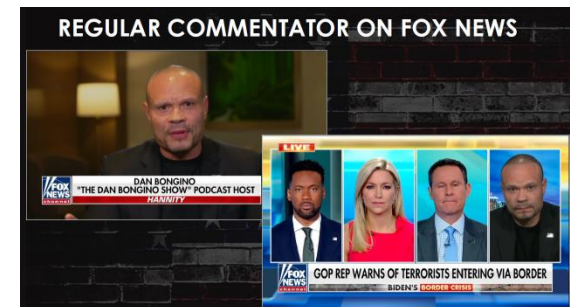 REGULAR COMMENTATOR ON FOX NEWS
FOX
NEWS
channel
DAN BONGINO
"THE DAN BONGINO SHOW" PODCAST HOST
HANNITY
LIVE
FOX
NEWS
channel
GOP REP WARNS OF TERRORISTS ENTERING VIA BORDER
BIDEN'S BORDER CRISIS